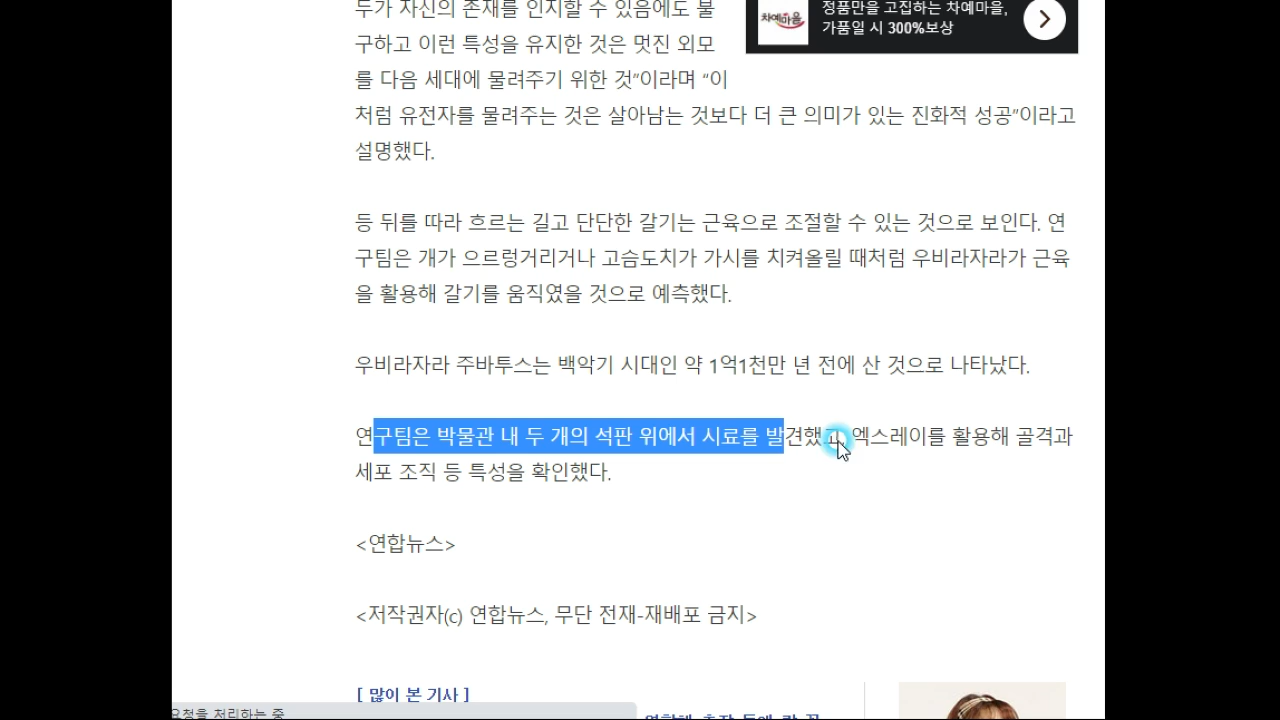 두가 자신의 존재를 인지할 수 있음에도 불
구하고 이런 특성을 유지한 것은 멋진 외모
를 다음 세대에 물려주기 위한 것”이라며 “이
처럼 유전자를 물려주는 것은 살아남는 것보다 더 큰 의미가 있는 진화적 성공”이라고
설명했다.
차예마을
정품만을 고집하는 차예마을,
가품일 시 300%보상
등 뒤를 따라 흐르는 길고 단단한 갈기는 근육으로 조절할 수 있는 것으로 보인다. 연
구팀은 개가 으르렁거리거나 고슴도치가 가시를 치켜올릴 때처럼 우비라자라가 근육
을 활용해 갈기를 움직였을 것으로 예측했다.
우비라자라 주바투스는 백악기 시대인 약 1억1천만 년 전에 산 것으로 나타났다.
연구팀은 박물관 내 두 개의 석판 위에서 시료를 발견했고 엑스레이를 활용해 골격과
세포 조직 등 특성을 확인했다.
<연합뉴스>
<저작권자(c) 연합뉴스, 무단 전재-재배포 금지>
[ 많이 본 기사 ]
요청을 처리하는 중